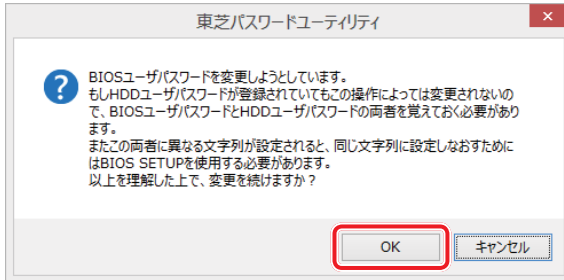 東芝パスワードユーティリティ
BIOSユーザパスワードを変更しようとしています。
もしHDDユーザパスワードが登録されていてもこの操作によっては変更されないの
で、BIOSユーザパスワードとHDDユーザパスワードの両者を覚えておく必要があり
ます。
またこの両者に異なる文字列が設定されると、同じ文字列に設定しなおすために
はBIOS SETUPを使用する必要があります。
以上を理解した上で、変更を続けますか？
OK
キャンセル